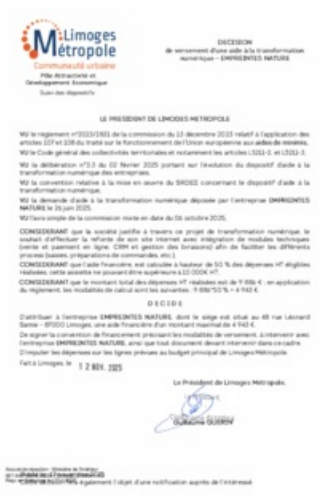 Limoges
Métropole
Communauté urbaine
Pôle Attractivité et
Développement Economique
Suivi des dispositifs
DECISION
de versement d'une aide à la transformation
numérique – EMPREINTES NATURE
LE PRESIDENT DE LIMOGES METROPOLE
VU le règlement n°2023/2831 de la commission du 13 décembre 2023 relatif à l'application des
articles 107 et 108 du traité sur le fonctionnement de l'Union européenne aux aides de minimis,
VU le Code général des collectivités territoriales et notamment les articles L5211-2, et L5211-3,
VU la délibération n°5.3 du 02 février 2025 portant sur l'évolution du dispositif d'aide à la
transformation numérique des entreprises.
VU la convention relative à la mise en œuvre du SRDEII concernant le dispositif d'aide à la
transformation numérique.
VU la demande d'aide à la transformation numérique déposée par l'entreprise EMPREINTES
NATURE le 26 juin 2025.
VU l'avis simple de la commission mixte en date du 06 octobre 2025.
CONSIDERANT que la société justifie à travers ce projet de transformation numérique, le
souhait d'effectuer la refonte de son site internet avec intégration de modules techniques
(vente et paiement en ligne, CRM et gestion des livraisons) afin de faciliter les différents
process (saisies, préparations de commandes, etc.).
CONSIDERANT que l'aide financière, est calculée à hauteur de 50 % des dépenses HT éligibles
réalisées, cette assiette ne pouvant être supérieure à 10 000€ HT.
CONSIDERANT que le montant total des dépenses HT réalisées est de 9 886 € ; en application
du règlement, les modalités de calcul sont les suivantes : 9 886*50 % = 4 943 €.
D E C I D E
D'attribuer à l'entreprise EMPREINTES NATURE, dont le siège est situé au 48 rue Léonard
Samie – 87000 Limoges, une aide financière d'un montant maximal de 4 943 €.
De signer la convention de financement précisant les modalités de versement, à intervenir avec
l'entreprise EMPREINTES NATURE, ainsi que tout document devant intervenir dans ce cadre.
D'imputer les dépenses sur les lignes prévues au budget principal de Limoges Métropole.
Fait à Limoges, le 12 NOV. 2025
Le Président de Limoges Métropole,
Guillaume GUERIN
également l'objet d'une notification auprès de l'intéressé